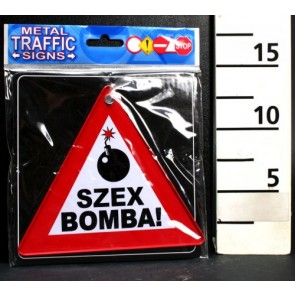 METAL
TRAFFIC
SIGNS
STOP
SZEX
BOMBA!
15
10
5